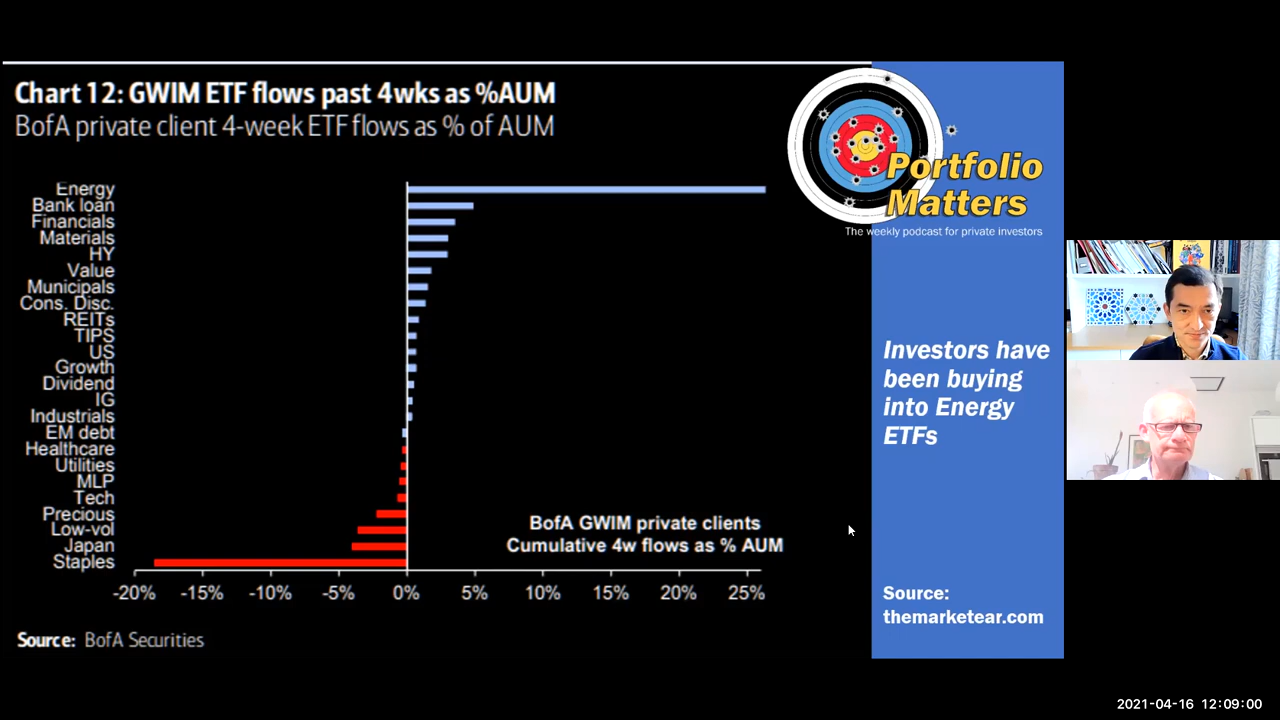 Chart 12: GWIM ETF flows past 4wks as %AUM
BofA private client 4-week ETF flows as % of AUM
Energy
Bank loan
Financials
Materials
HY
Value
Municipals
Cons. Disc.
REITs
TIPS
US
Growth
Dividend
IG
Industrials
EM debt
Healthcare
Utilities
MLP
Tech
Precious
Low-vol
Japan
Staples
BofA GWIM private clients
Cumulative 4w flows as % AUM
-20% -15% -10% -5% 0% 5% 10% 15% 20% 25%
Source: BofA Securities
Portfolio
Matters
The weekly podcast for private investors
Investors have
been buying
into Energy
ETFs
Source:
themarketear.com
2021-04-16 12:09:00